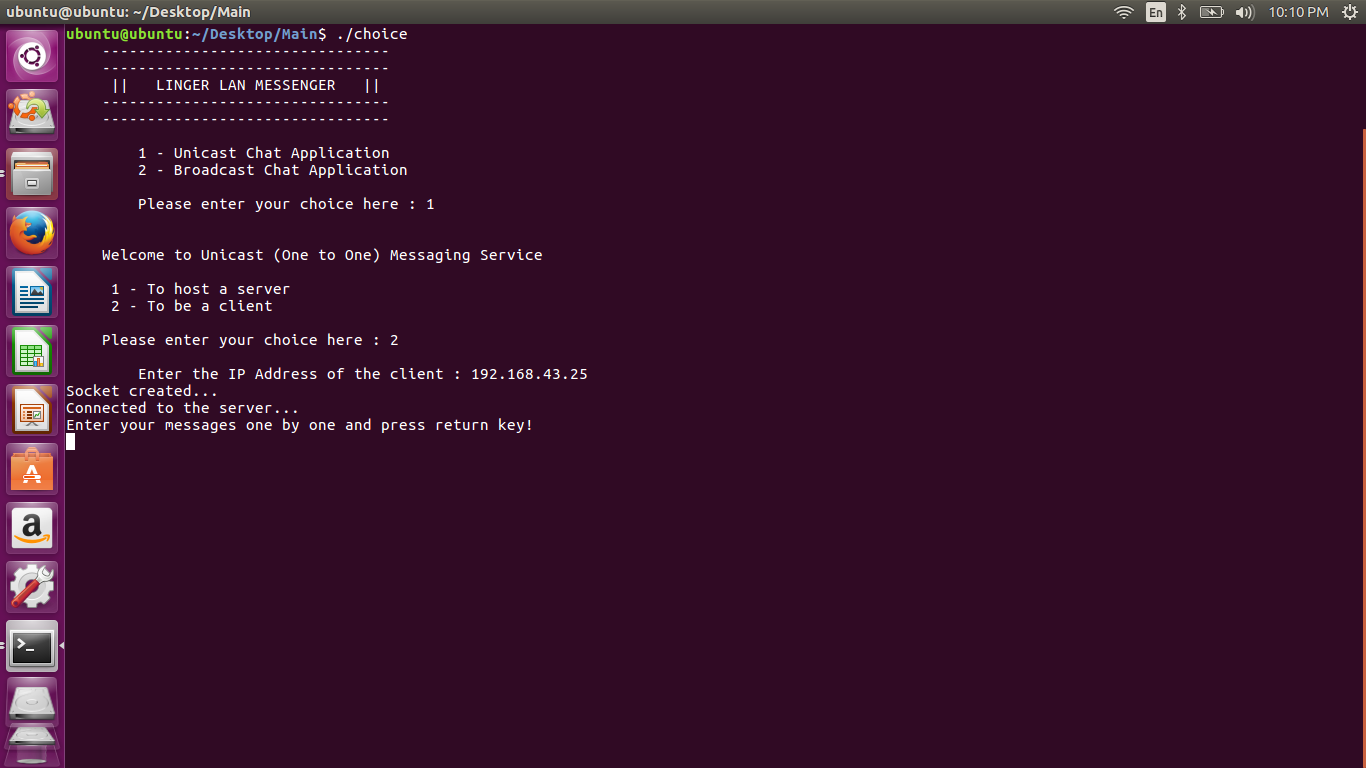 ubuntu@ubuntu: ~/Desktop/Main
En
10:10 PM
ubuntu@ubuntu:~/Desktop/Main$ ./choice
--------------------------------
--------------------------------
||   LINGER LAN MESSENGER   ||
--------------------------------
--------------------------------
1 - Unicast Chat Application
2 - Broadcast Chat Application
Please enter your choice here : 1
Welcome to Unicast (One to One) Messaging Service
1 - To host a server
2 - To be a client
Please enter your choice here : 2
Enter the IP Address of the client : 192.168.43.25
Socket created...
Connected to the server...
Enter your messages one by one and press return key!